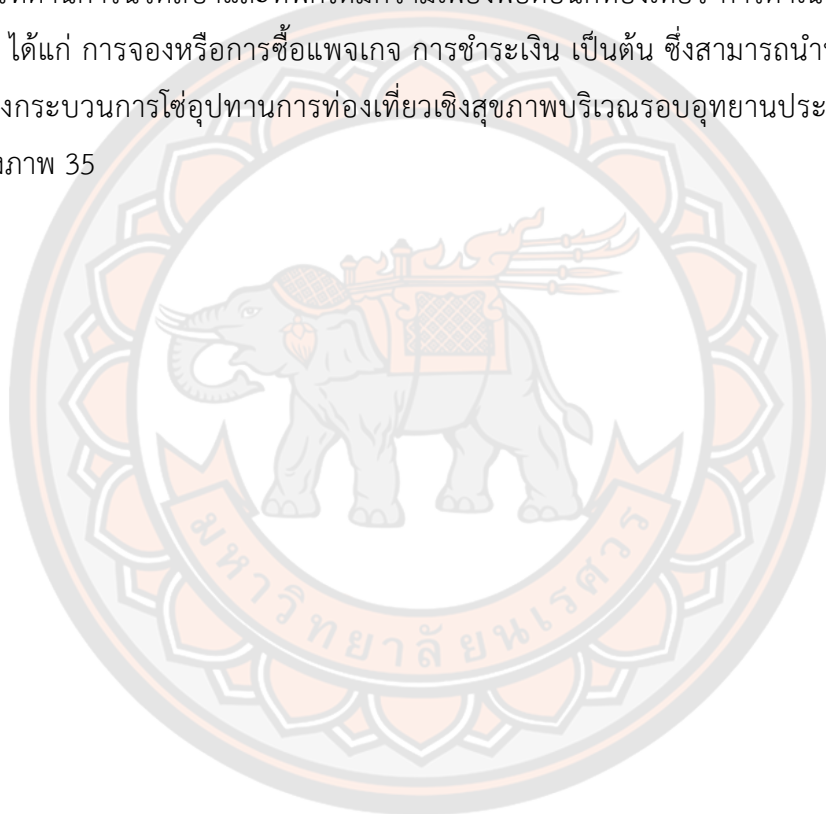 ได้แก่ การจองหรือการซื้อแพจเกจ การชำระเงิน เป็นต้น ซึ่งสามารถนำ
งกระบวนการโซ่อุปทานการท่องเที่ยวเชิงสุขภาพบริเวณรอบอุทยานประ
งภาพ 35
มหาวิทยาลัยนเรศวร